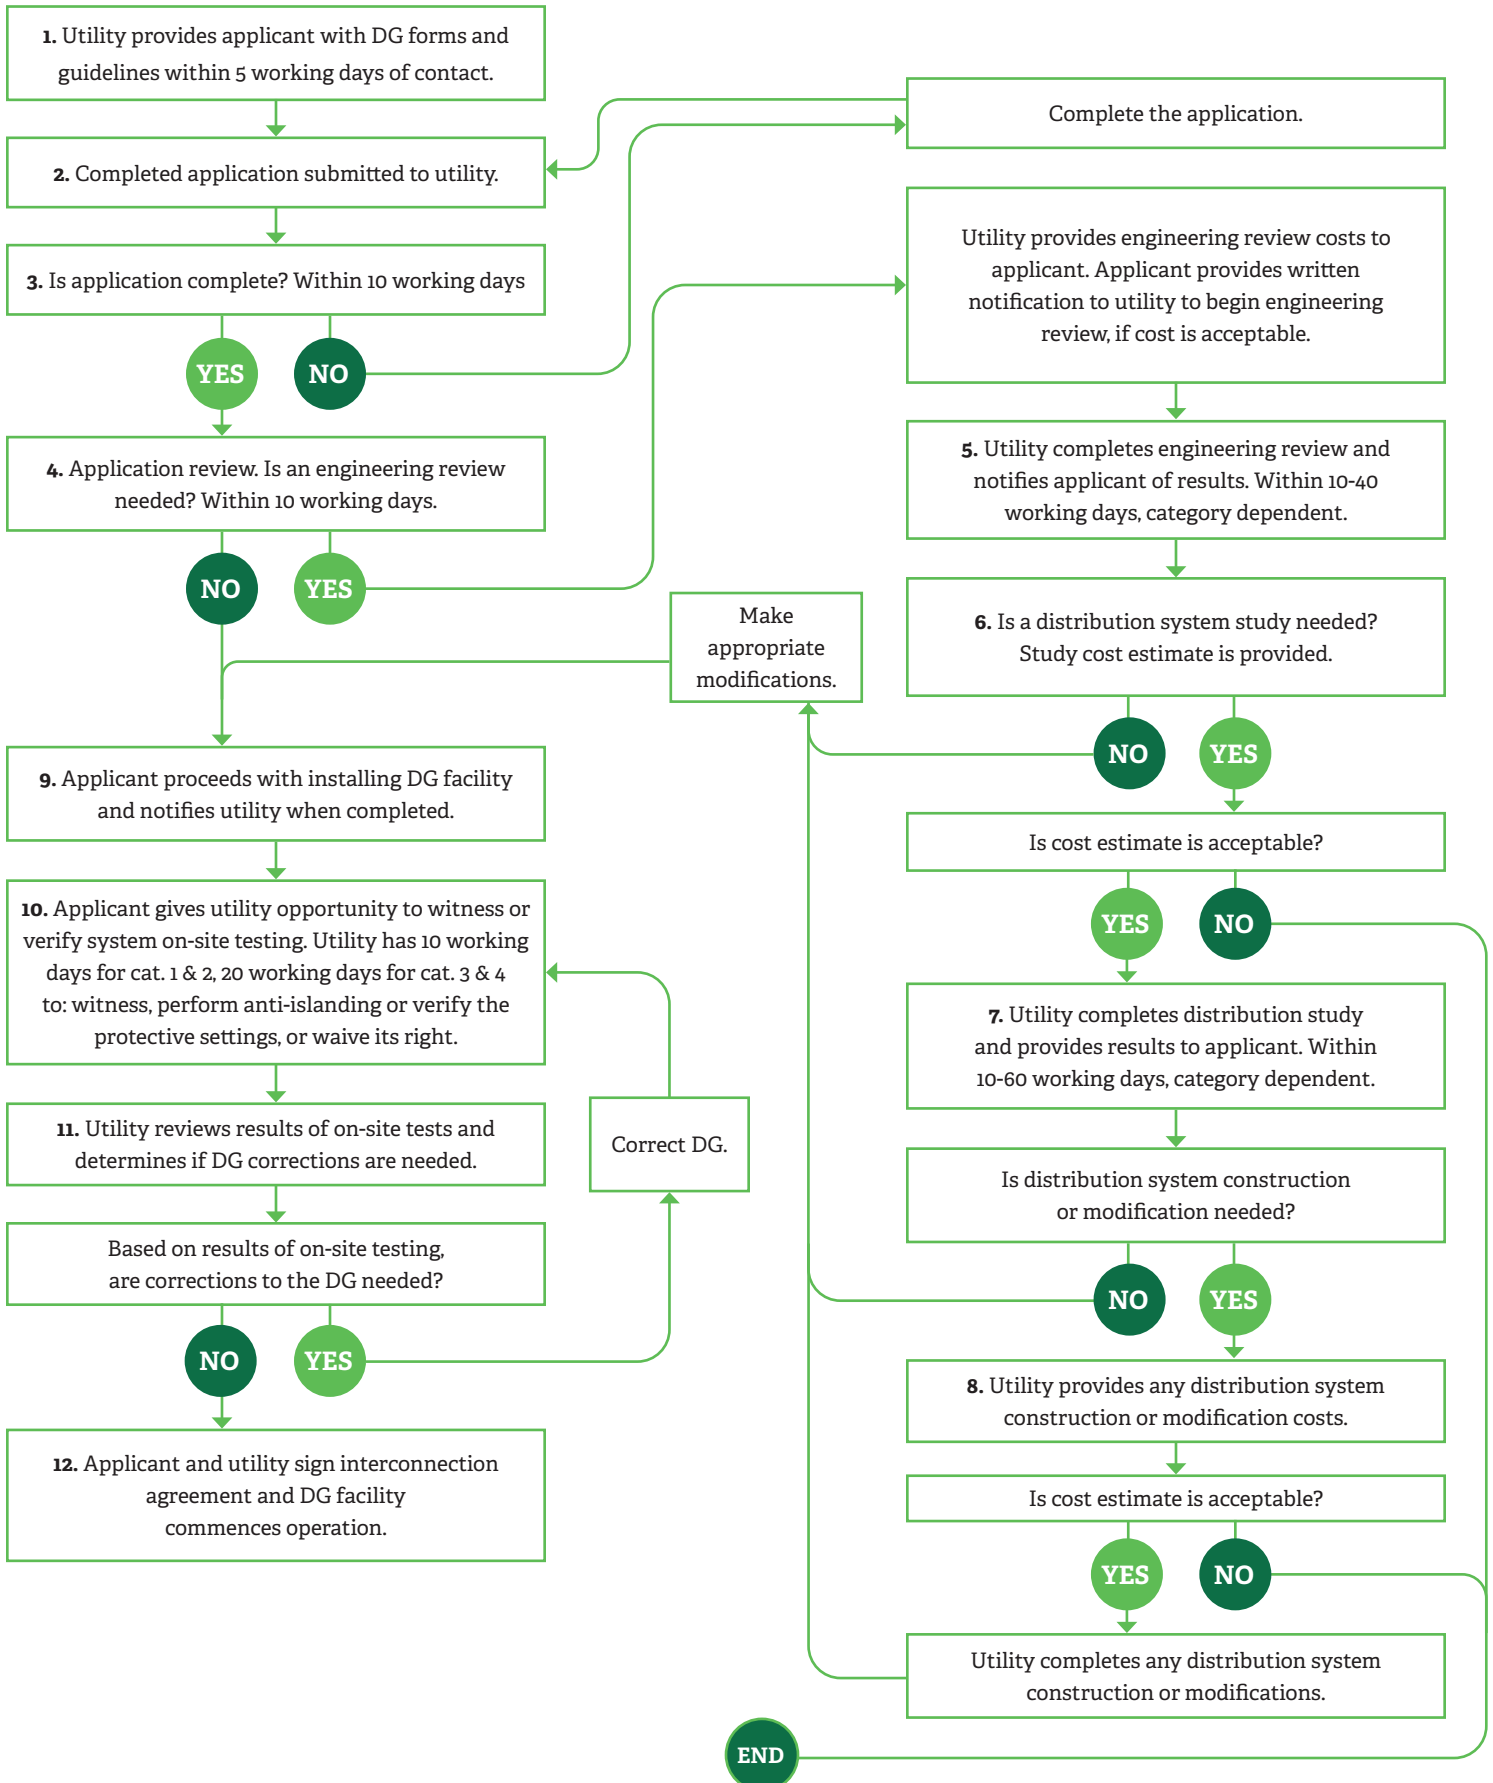 1. Utility provides applicant with DG forms and
guidelines within 5 working days of contact.
Complete the application.
2. Completed application submitted to utility.
3. Is application complete? Within 10 working days
YES
NO
Utility provides engineering review costs to
applicant. Applicant provides written
notification to utility to begin engineering
review, if cost is acceptable.
4. Application review. Is an engineering review
needed? Within 10 working days.
NO
YES
5. Utility completes engineering review and
notifies applicant of results. Within 10-40
working days, category dependent.
6. Is a distribution system study needed?
Study cost estimate is provided.
NO
YES
Make
appropriate
modifications.
Is cost estimate is acceptable?
YES
NO
7. Utility completes distribution study
and provides results to applicant. Within
10-60 working days, category dependent.
Is distribution system construction
or modification needed?
NO
YES
8. Utility provides any distribution system
construction or modification costs.
Is cost estimate is acceptable?
YES
NO
Utility completes any distribution system
construction or modifications.
END
9. Applicant proceeds with installing DG facility
and notifies utility when completed.
10. Applicant gives utility opportunity to witness or
verify system on-site testing. Utility has 10 working
days for cat. 1 & 2, 20 working days for cat. 3 & 4
to: witness, perform anti-islanding or verify the
protective settings, or waive its right.
11. Utility reviews results of on-site tests and
determines if DG corrections are needed.
Correct DG.
Based on results of on-site testing,
are corrections to the DG needed?
NO
YES
12. Applicant and utility sign interconnection
agreement and DG facility
commences operation.